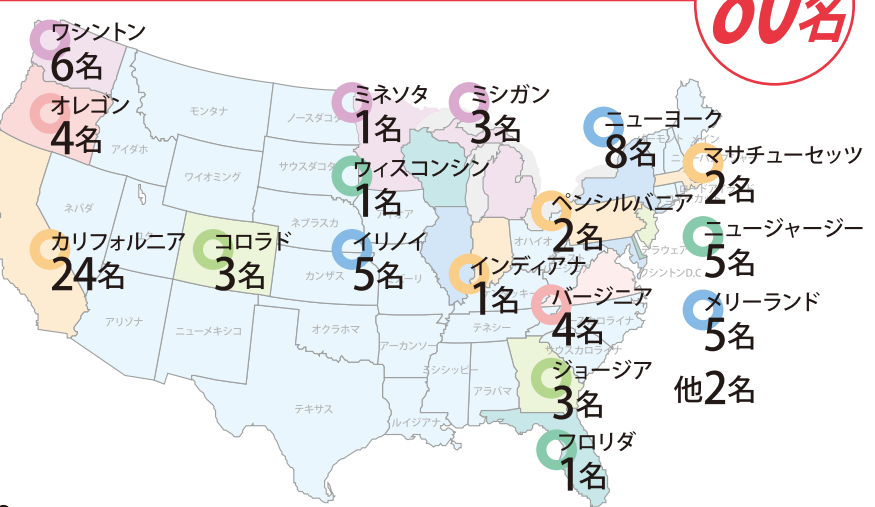 80名
ワシントン
6名
オレゴン
4名
カリフォルニア
24名
コロラド
3名
ミネソタ
1名
ウィスコンシン
1名
イリノイ
5名
ミシガン
3名
インディアナ
1名
ニューヨーク
8名
ペンシルバニア
2名
バージニア
4名
ジョージア
3名
フロリダ
1名
マサチューセッツ
2名
ニュージャージー
5名
メリーランド
5名
他2名
モンタナ
アイダホ
ワイオミング
ネバダ
アリゾナ
ニューメキシコ
テキサス
オクラホマ
カンザス
ネブラスカ
サウスダコタ
ノースダコタ
アーカンソー
ルイジアナ
ミシシッピー
アラバマ
テネシー
オハイオ
サウスカロライナ
ワシントンD.C